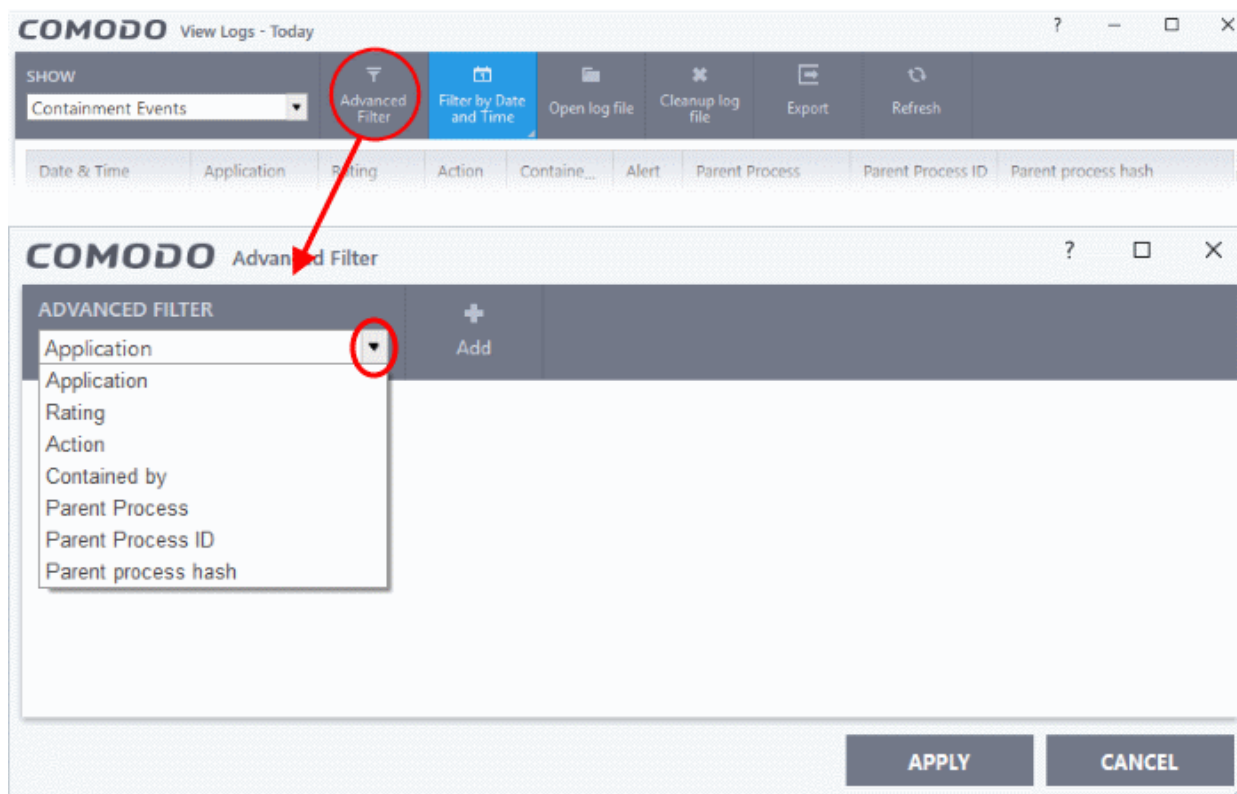 COMODO View Logs - Today
?
SHOW
Containment Events
Advanced
Filter
Filter by Date
and Time
Open log file
Cleanup log
file
Export
Refresh
Date & Time Application Rating Action Containe... Alert Parent Process Parent Process ID Parent process hash
COMODO Advanced Filter
?
ADVANCED FILTER
Application
Add
Application
Rating
Action
Contained by
Parent Process
Parent Process ID
Parent process hash
APPLY CANCEL